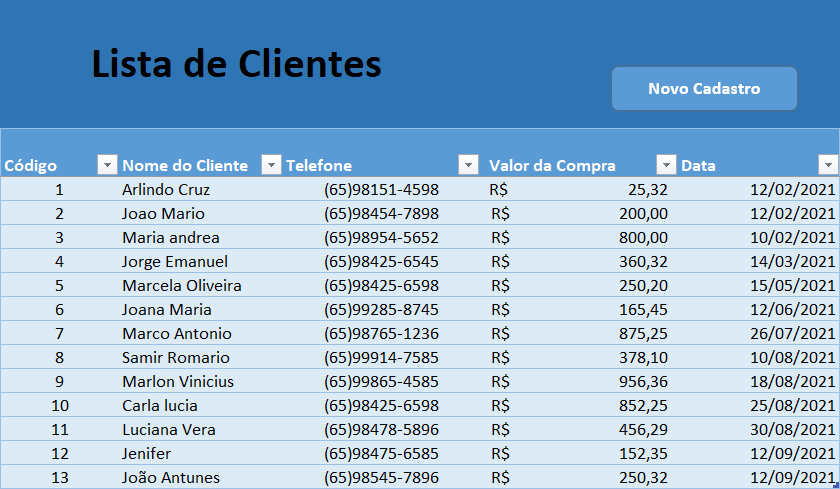 Lista de Clientes
Novo Cadastro
Código Nome do Cliente Telefone Valor da Compra Data
1 Arlindo Cruz (65)98151-4598 R$ 25,32 12/02/2021
2 Joao Mario (65)98454-7898 R$ 200,00 12/02/2021
3 Maria andrea (65)98954-5652 R$ 800,00 10/02/2021
4 Jorge Emanuel (65)98426-6545 R$ 360,32 14/03/2021
5 Marcela Oliveira (65)98425-6598 R$ 250,20 15/05/2021
6 Joana Maria (65)99285-8745 R$ 165,45 12/06/2021
7 Marco Antonio (65)98765-1236 R$ 875,25 26/07/2021
8 Samir Romario (65)99914-7585 R$ 378,10 10/08/2021
9 Marlon Vinicius (65)99865-4585 R$ 956,36 18/08/2021
10 Carla lucia (65)98425-6598 R$ 852,25 25/08/2021
11 Luciana Vera (65)98478-5896 R$ 456,29 30/08/2021
12 Jenifer (65)98475-6585 R$ 152,35 12/09/2021
13 João Antunes (65)98545-7896 R$ 250,32 12/09/2021